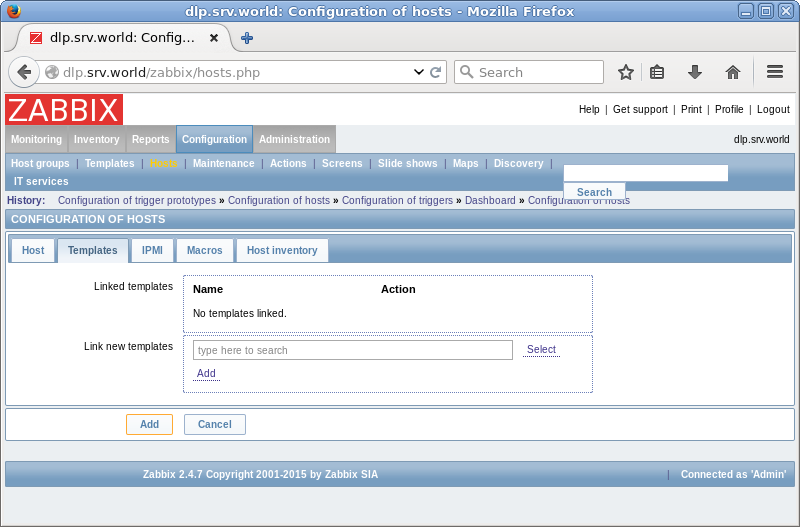 dlp.srv.world: Configuration of hosts - Mozilla Firefox
dlp.srv.world: Config...
dlp.srv.world/zabbix/hosts.php
Search
ZABBIX
Help | Get support | Print | Profile | Logout
Monitoring Inventory Reports Configuration Administration
dlp.srv.world
Host groups | Templates | Hosts | Maintenance | Actions | Screens | Slide shows | Maps | Discovery |
IT services
Search
History: Configuration of trigger prototypes » Configuration of hosts » Configuration of triggers » Dashboard » Configuration of hosts
CONFIGURATION OF HOSTS
Host Templates IPMI Macros Host inventory
Linked templates
Name Action
No templates linked.
Link new templates
type here to search
Select
Add
Add Cancel
Zabbix 2.4.7 Copyright 2001-2015 by Zabbix SIA
| Connected as 'Admin'